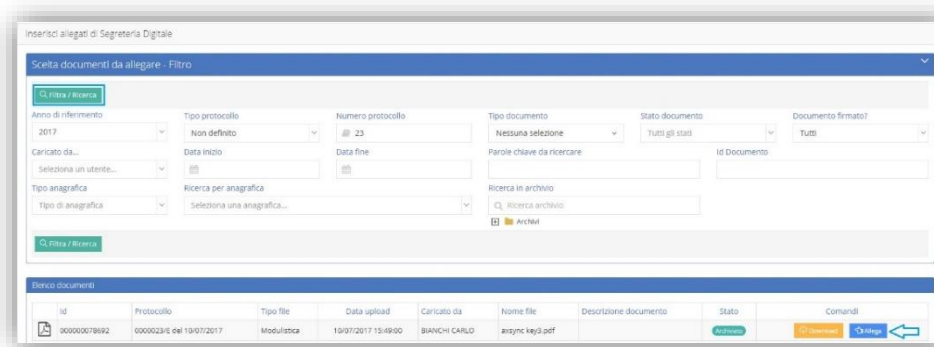 Inserisci allegati di Segreteria Digitale
Scelta documenti da allegare - Filtro
Filtra / Ricerca
Anno di riferimento Tipo protocollo Numero protocollo Tipo documento Stato documento Documento firmato?
2017 Non definito 23 Nessuna selezione Tutti gli stati Tutti
Caricato da... Data inizio Data fine Parole chiave da ricercare Id Documento
Seleziona un utente...
Tipo anagrafica Ricerca per anagrafica Ricerca in archivio
Tipo di anagrafica Seleziona una anagrafica... Ricerca archivio
Archivi
Filtra / Ricerca
Elenco documenti
Id Protocollo Tipo file Data upload Caricato da Nome file Descrizione documento Stato Comandi
000000078692 0000023/E del 10/07/2017 Modulistica 10/07/2017 15:49:00 BIANCHI CARLO axsync key3.pdf Archiviato Download Allega